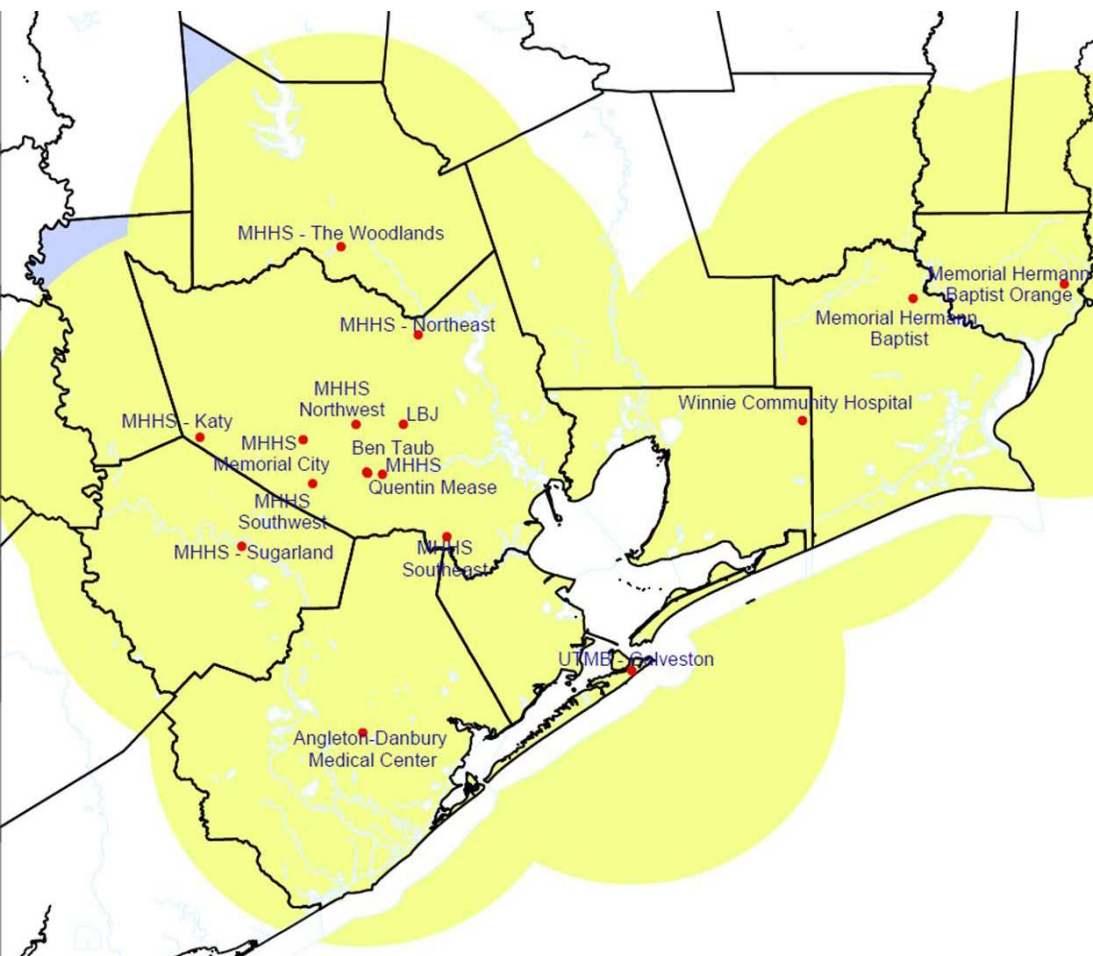 MHHS - The Woodlands
Memorial Hermann
Baptist Orange
Memorial Hermann
Baptist
MHHS - Northeast
MHHS
Northwest
LBJ
Winnie Community Hospital
MHHS - Katy
MHHS
Memorial City
Ben Taub
MHHS
Quentin Mease
MHHS
Southwest
MHHS - Sugarland
MHHS
Southeast
UTMB - Galveston
Angleton-Danbury
Medical Center